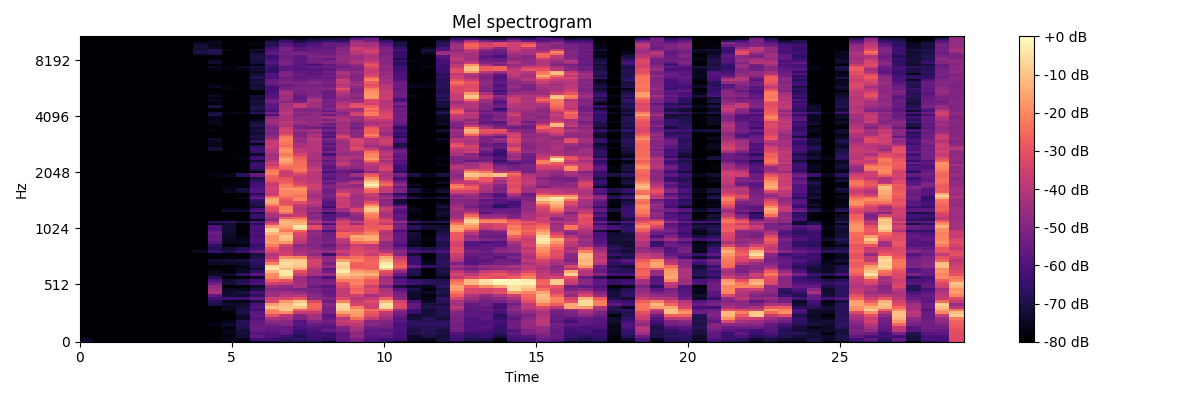 Mel spectrogram
8192
4096
2048
1024
512
0
Hz
0 5 10 15 20 25
Time
+0 dB
-10 dB
-20 dB
-30 dB
-40 dB
-50 dB
-60 dB
-70 dB
-80 dB